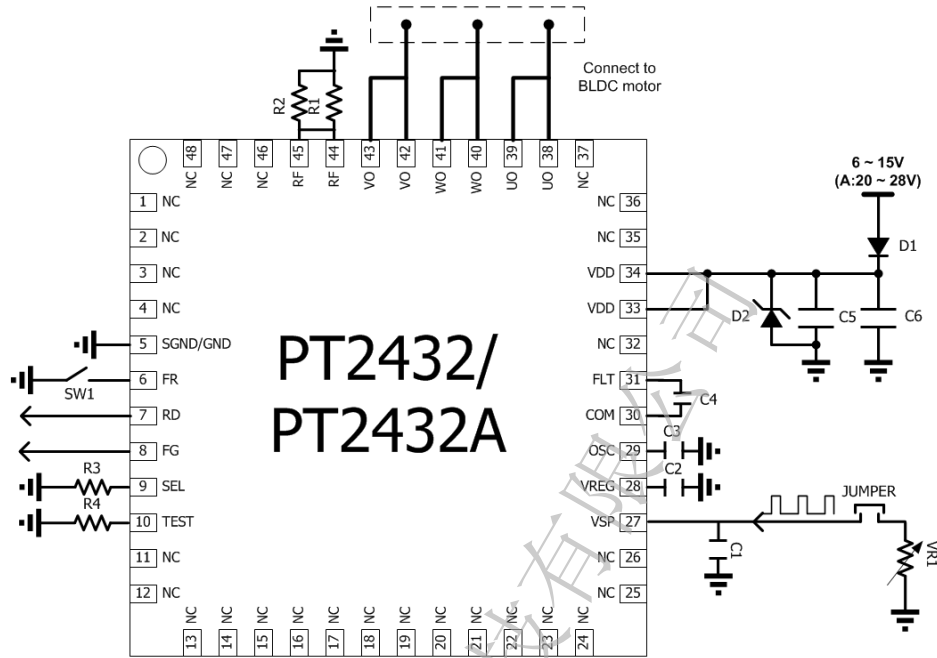 Connect to
BLDC motor
R2
R1
48
47
46
45
44
43
42
41
40
39
38
37
NC
NC
NC
RF
RF
VO
VO
WO
WO
UO
UO
NC
6 ~ 15V
(A:20 ~ 28V)
D1
1 NC
2 NC
3 NC
4 NC
5 SGND/GND
6 FR
SW1
7 RD
8 FG
R3
9 SEL
R4
10 TEST
11 NC
12 NC
PT2432/
PT2432A
NC 36
NC 35
VDD 34
VDD 33
D2
C5
C6
NC 32
FLT 31
C4
COM 30
C3
OSC 29
C2
VREG 28
JUMPER
VSP 27
C1
VR1
NC 26
NC 25
NC
NC
NC
NC
NC
NC
NC
NC
NC
NC
NC
NC
13
14
15
16
17
18
19
20
21
22
23
24
有限公司